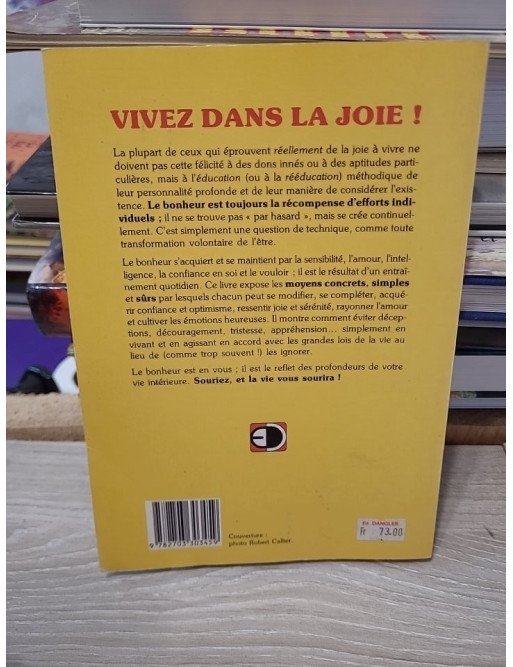 VIVEZ DANS LA JOIE !
La plupart de ceux qui éprouvent réellement de la joie à vivre ne
doivent pas cette félicité à des dons innés ou à des aptitudes parti-
culières, mais à l'éducation (ou à la rééducation) méthodique de
leur personnalité profonde et de leur manière de considérer l'exis-
tence. Le bonheur est toujours la récompense d'efforts indi-
viduels ; il ne se trouve pas « par hasard », mais se crée continuel-
lement. C'est simplement une question de technique, comme toute
transformation volontaire de l'être.
Le bonheur s'acquiert et se maintient par la sensibilité, l'amour, l'intel-
ligence, la confiance en soi et le vouloir ; il est le résultat d'un entraî-
nement quotidien. Ce livre expose les moyens concrets, simples
et sûrs par lesquels chacun peut se modifier, se compléter, acqué-
rir confiance et optimisme, ressentir joie et sérénité, rayonner l'amour
et cultiver les émotions heureuses. Il montre comment éviter décep-
tions, découragement, tristesse, appréhension... simplement en
vivant et en agissant en accord avec les grandes lois de la vie au
lieu de (comme trop souvent !) les ignorer.
Le bonheur est en vous ; il est le reflet des profondeurs de votre
vie intérieure. Souriez, et la vie vous sourira !
ED
9 782703 303459
Couverture :
photo Robert Callier.
Ed DANGLES
Fr 73.00